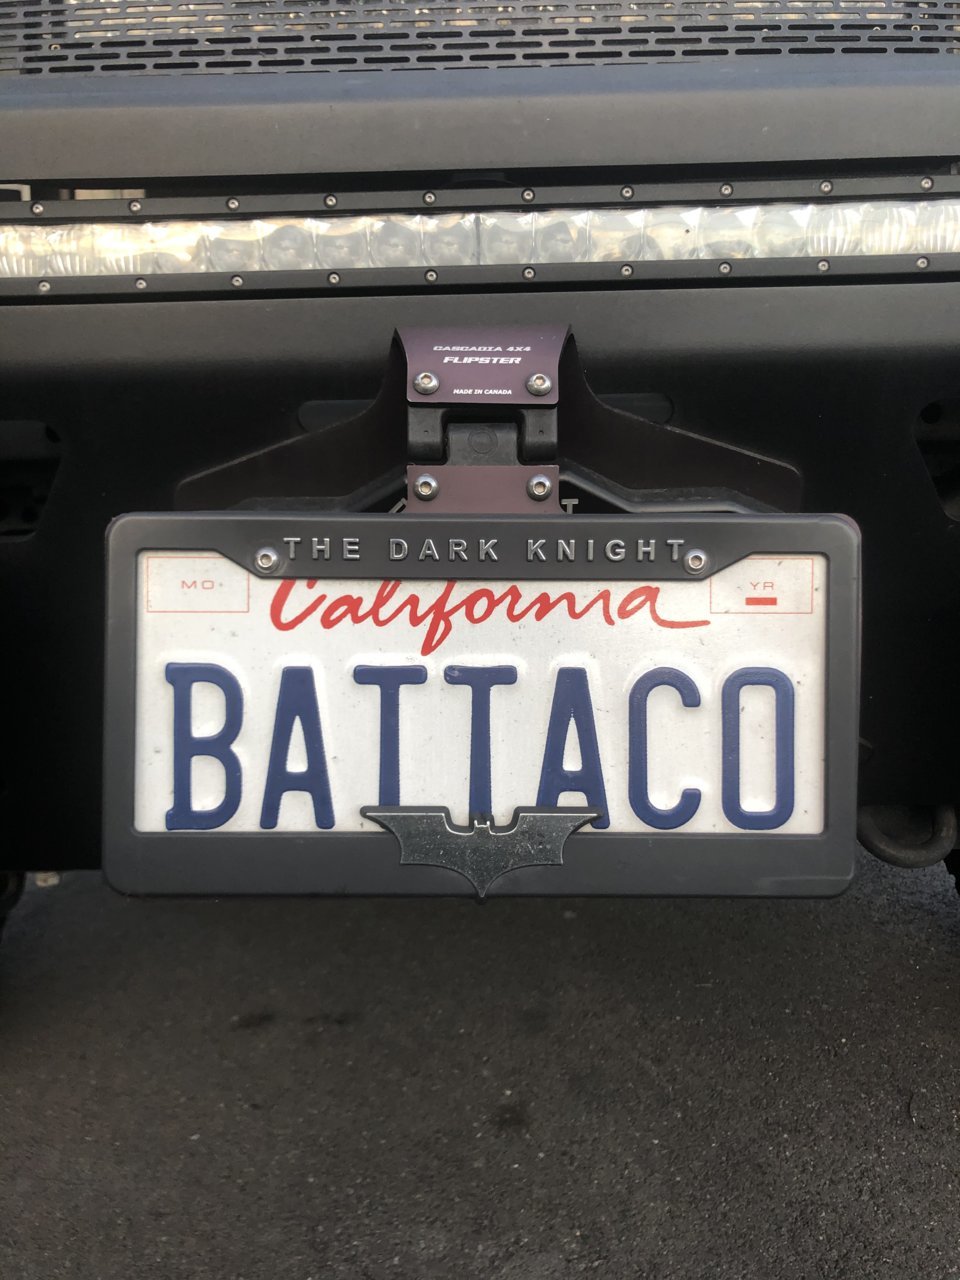 CASCADIA 4X4
FLIPSTER
MADE IN CANADA
THE DARK KNIGHT
MO
California
YR
BATTACO